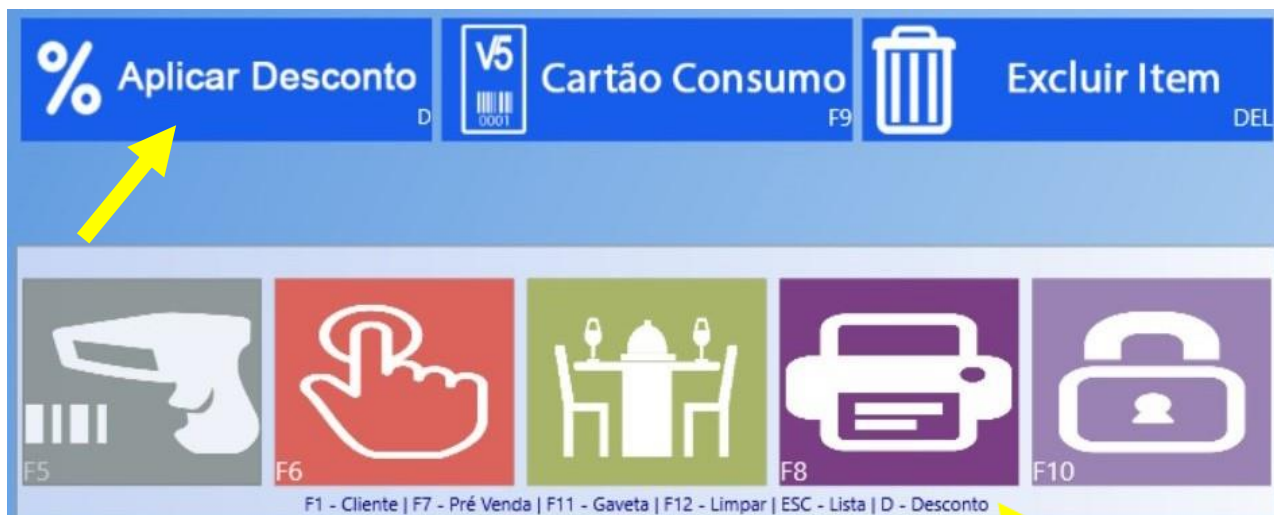 Aplicar Desconto
D
V5
0001
Cartão Consumo
F9
Excluir Item
DEL
F5
F6
F8
F10
F1 - Cliente | F7 - Pré Venda | F11 - Gaveta | F12 - Limpar | ESC - Lista | D - Desconto